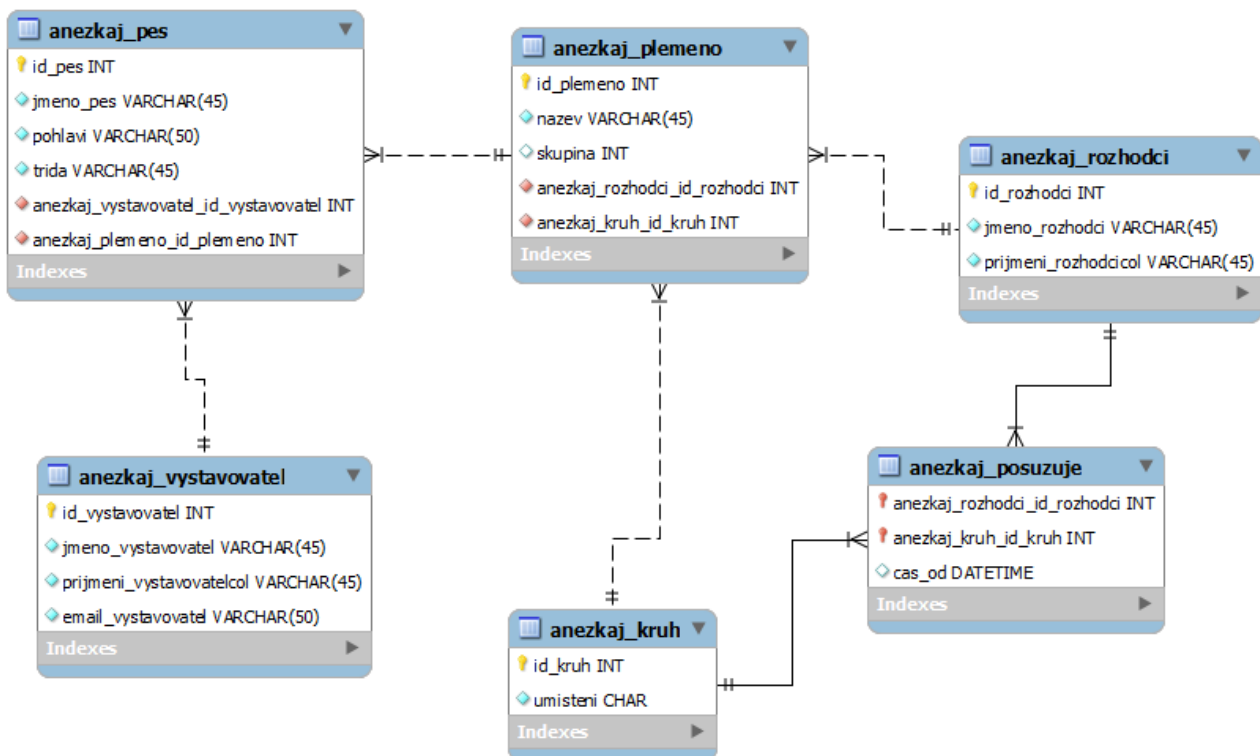 anezkaj_pes
id_pes INT
jmeno_pes VARCHAR(45)
pohlavi VARCHAR(50)
trida VARCHAR(45)
anezkaj_vystavovatel_id_vystavovatel INT
anezkaj_plemeno_id_plemeno INT
Indexes
anezkaj_plemeno
id_plemeno INT
nazev VARCHAR(45)
skupina INT
anezkaj_rozhodci_id_rozhodci INT
anezkaj_kruh_id_kruh INT
Indexes
anezkaj_rozhodci
id_rozhodci INT
jmeno_rozhodci VARCHAR(45)
prijmeni_rozhodcicol VARCHAR(45)
Indexes
anezkaj_vystavovatel
id_vystavovatel INT
jmeno_vystavovatel VARCHAR(45)
prijmeni_vystavovatelcol VARCHAR(45)
email_vystavovatel VARCHAR(50)
Indexes
anezkaj_posuzuje
anezkaj_rozhodci_id_rozhodci INT
anezkaj_kruh_id_kruh INT
cas_od DATETIME
Indexes
anezkaj_kruh
id_kruh INT
umisteni CHAR
Indexes